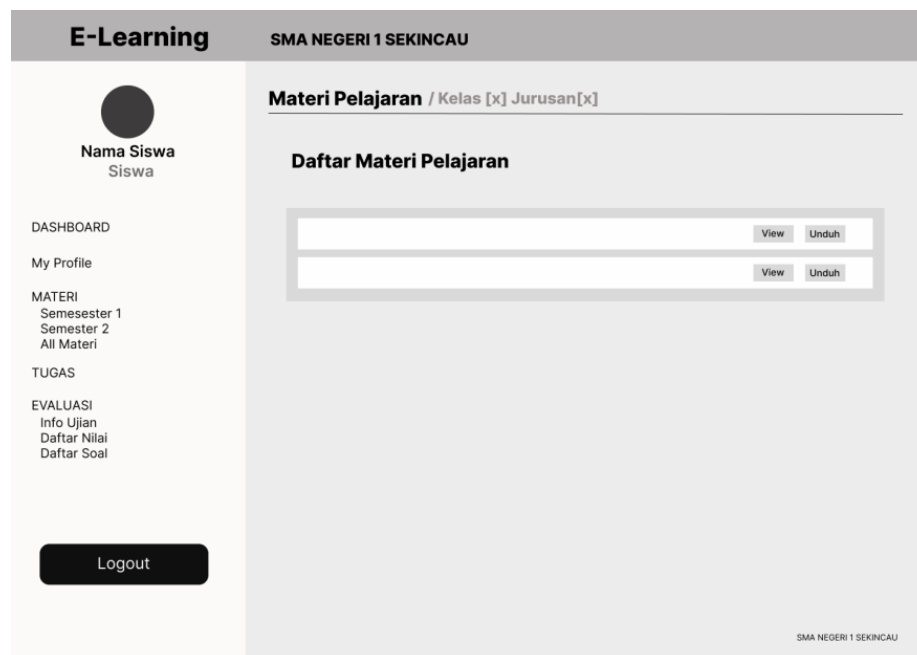 E-Learning
SMA NEGERI 1 SEKINCAU
Nama Siswa
Siswa
DASHBOARD
My Profile
MATERI
Semesester 1
Semester 2
All Materi
TUGAS
EVALUASI
Info Ujian
Daftar Nilai
Daftar Soal
Logout
Materi Pelajaran / Kelas [x] Jurusan[x]
Daftar Materi Pelajaran
View Unduh
View Unduh
SMA NEGERI 1 SEKINCAU